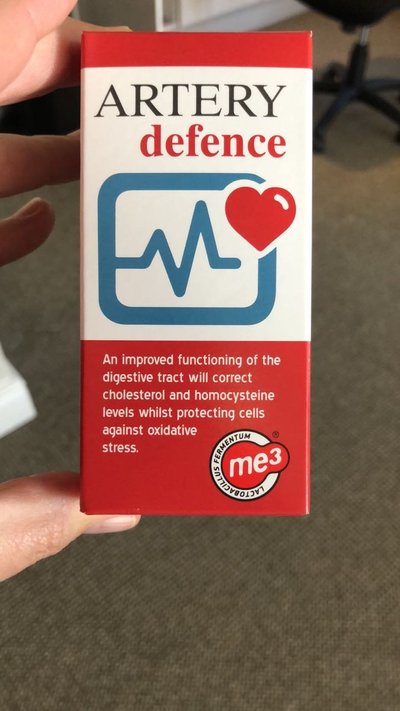 ARTERY
defence
An improved functioning of the
digestive tract will correct
cholesterol and homocysteine
levels whilst protecting cells
against oxidative
stress.
LACTOBACILLUS FERMENTUM ®
me3